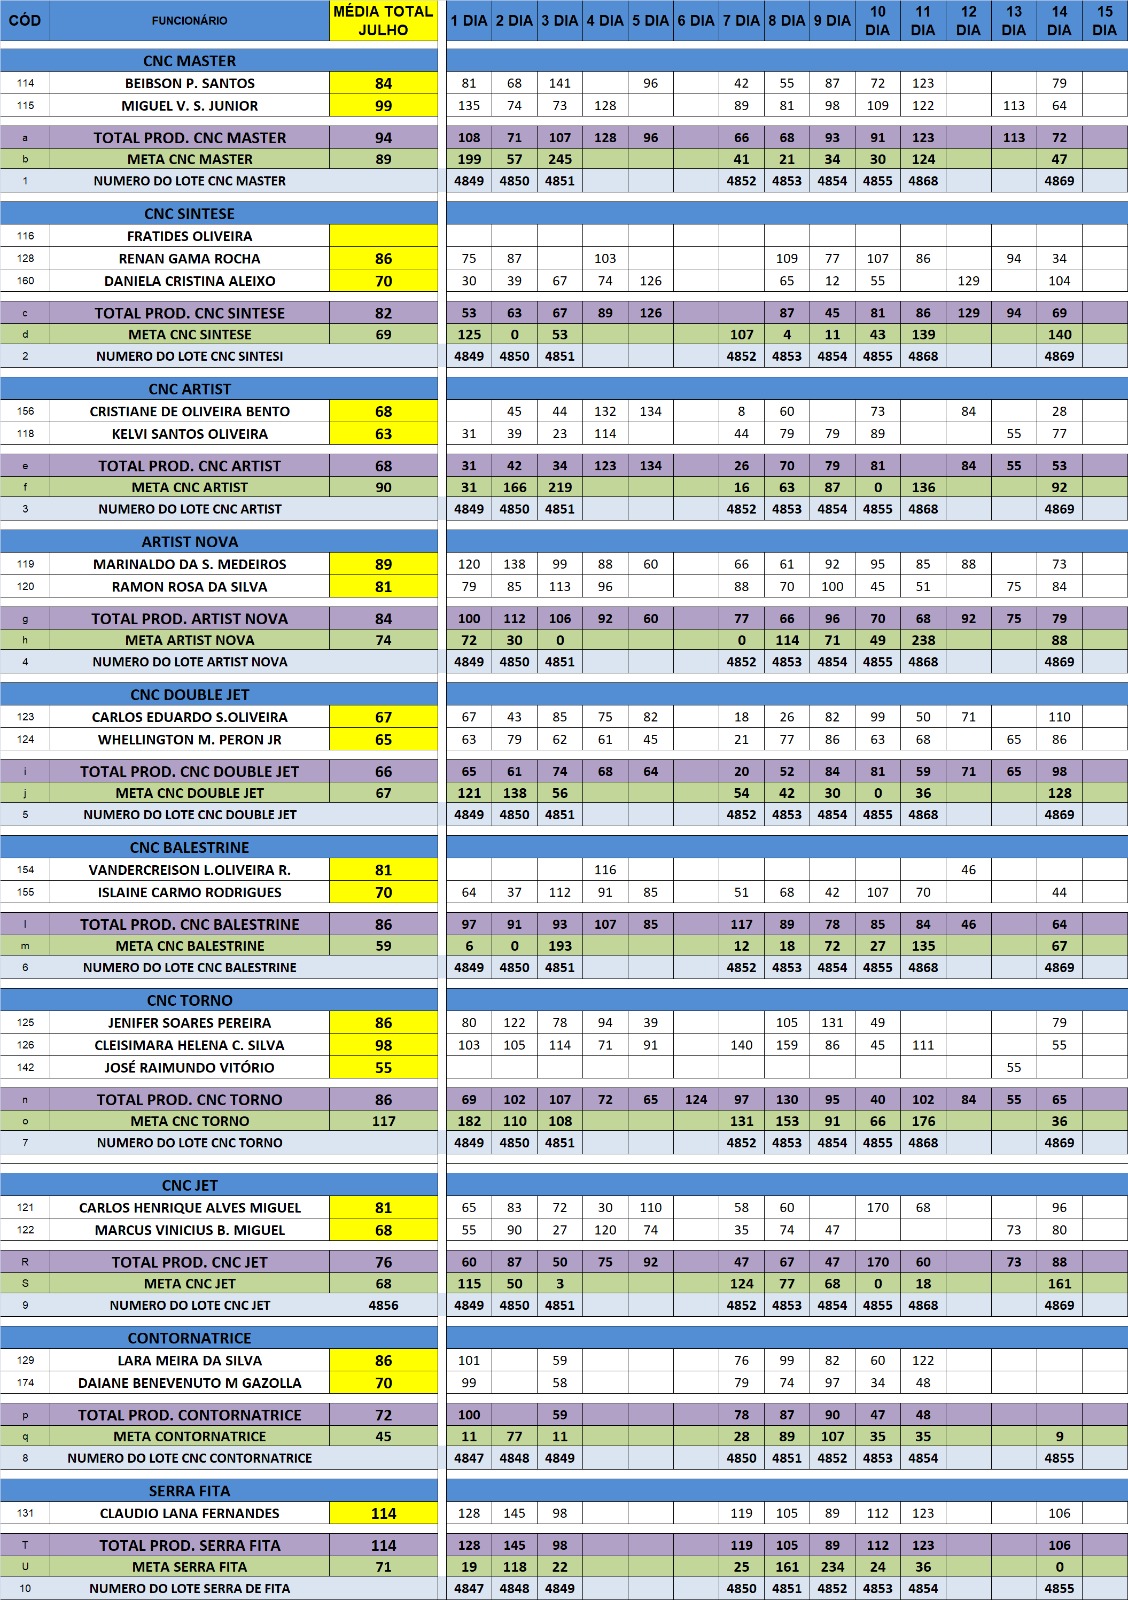 CÓD FUNCIONÁRIO MÉDIA TOTAL JULHO 1 DIA 2 DIA 3 DIA 4 DIA 5 DIA 6 DIA 7 DIA 8 DIA 9 DIA 10 DIA 11 DIA 12 DIA 13 DIA 14 DIA 15 DIA
CNC MASTER
114 BEIBSON P. SANTOS 84 81 68 141 96 42 55 87 72 123 79
115 MIGUEL V. S. JUNIOR 99 135 74 73 128 89 81 98 109 122 113 64
a TOTAL PROD. CNC MASTER 94 108 71 107 128 96 66 68 93 91 123 113 72
b META CNC MASTER 89 199 57 245 41 21 34 30 124 47
1 NUMERO DO LOTE CNC MASTER 4849 4850 4851 4852 4853 4854 4855 4868 4869
CNC SINTESE
116 FRATIDES OLIVEIRA
128 RENAN GAMA ROCHA 86 75 87 103 109 77 107 86 94 34
160 DANIELA CRISTINA ALEIXO 70 30 39 67 74 126 65 12 55 129 104
c TOTAL PROD. CNC SINTESE 82 53 63 67 89 126 87 45 81 86 129 94 69
d META CNC SINTESE 69 125 0 53 107 4 11 43 139 140
2 NUMERO DO LOTE CNC SINTESI 4849 4850 4851 4852 4853 4854 4855 4868 4869
CNC ARTIST
156 CRISTIANE DE OLIVEIRA BENTO 68 45 44 132 134 8 60 73 84 28
118 KELVI SANTOS OLIVEIRA 63 31 39 23 114 44 79 79 89 55 77
e TOTAL PROD. CNC ARTIST 68 31 42 34 123 134 26 70 79 81 84 55 53
f META CNC ARTIST 90 31 166 219 16 63 87 0 136 92
3 NUMERO DO LOTE CNC ARTIST 4849 4850 4851 4852 4853 4854 4855 4868 4869
ARTIST NOVA
119 MARINALDO DA S. MEDEIROS 89 120 138 99 88 60 66 61 92 95 85 88 73
120 RAMON ROSA DA SILVA 81 79 85 113 96 88 70 100 45 51 75 84
g TOTAL PROD. ARTIST NOVA 84 100 112 106 92 60 77 66 96 70 68 92 75 79
h META ARTIST NOVA 74 72 30 0 0 114 71 49 238 88
4 NUMERO DO LOTE ARTIST NOVA 4849 4850 4851 4852 4853 4854 4855 4868 4869
CNC DOUBLE JET
123 CARLOS EDUARDO S.OLIVEIRA 67 67 43 85 75 82 18 26 82 99 50 71 110
124 WHELLINGTON M. PERON JR 65 63 79 62 61 45 21 77 86 63 68 65 86
i TOTAL PROD. CNC DOUBLE JET 66 65 61 74 68 64 20 52 84 81 59 71 65 98
j META CNC DOUBLE JET 67 121 138 56 54 42 30 0 36 128
5 NUMERO DO LOTE CNC DOUBLE JET 4849 4850 4851 4852 4853 4854 4855 4868 4869
CNC BALESTRINE
154 VANDERCREISON L.OLIVEIRA R. 81 116 46
155 ISLAINE CARMO RODRIGUES 70 64 37 112 91 85 51 68 42 107 70 44
l TOTAL PROD. CNC BALESTRINE 86 97 91 93 107 85 117 89 78 85 84 46 64
m META CNC BALESTRINE 59 6 0 193 12 18 72 27 135 67
6 NUMERO DO LOTE CNC BALESTRINE 4849 4850 4851 4852 4853 4854 4855 4868 4869
CNC TORNO
125 JENIFER SOARES PEREIRA 86 80 122 78 94 39 105 131 49 79
126 CLEISIMARA HELENA C. SILVA 98 103 105 114 71 91 140 159 86 45 111 55
142 JOSÉ RAIMUNDO VITÓRIO 55 55
n TOTAL PROD. CNC TORNO 86 69 102 107 72 65 124 97 130 95 40 102 84 55 65
o META CNC TORNO 117 182 110 108 131 153 91 66 176 36
7 NUMERO DO LOTE CNC TORNO 4849 4850 4851 4852 4853 4854 4855 4868 4869
CNC JET
121 CARLOS HENRIQUE ALVES MIGUEL 81 65 83 72 30 110 58 60 170 68 96
122 MARCUS VINICIUS B. MIGUEL 68 55 90 27 120 74 35 74 47 73 80
R TOTAL PROD. CNC JET 76 60 87 50 75 92 47 67 47 170 60 73 88
S META CNC JET 68 115 50 3 124 77 68 0 18 161
9 NUMERO DO LOTE CNC JET 4856 4849 4850 4851 4852 4853 4854 4855 4868 4869
CONTORNATRICE
129 LARA MEIRA DA SILVA 86 101 59 76 99 82 60 122
174 DAIANE BENEVENUTO M GAZOLLA 70 99 58 79 74 97 34 48
p TOTAL PROD. CONTORNATRICE 72 100 59 78 87 90 47 48
q META CONTORNATRICE 45 11 77 11 28 89 107 35 35 9
8 NUMERO DO LOTE CNC CONTORNATRICE 4847 4848 4849 4850 4851 4852 4853 4854 4855
SERRA FITA
131 CLAUDIO LANA FERNANDES 114 128 145 98 119 105 89 112 123 106
T TOTAL PROD. SERRA FITA 114 128 145 98 119 105 89 112 123 106
U META SERRA FITA 71 19 118 22 25 161 234 24 36 0
10 NUMERO DO LOTE SERRA DE FITA 4847 4848 4849 4850 4851 4852 4853 4854 4855